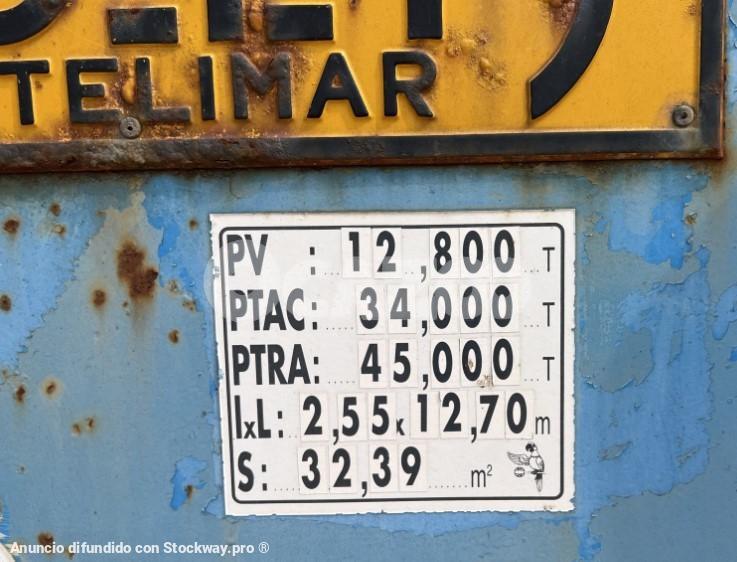 TELIMAR
PV : 12,800 T
PTAC: 34,000 T
PTRA: 45,000 T
IxL: 2,55x12,70 m
S: 32,39 m²
Anuncio difundido con Stockway.pro ®